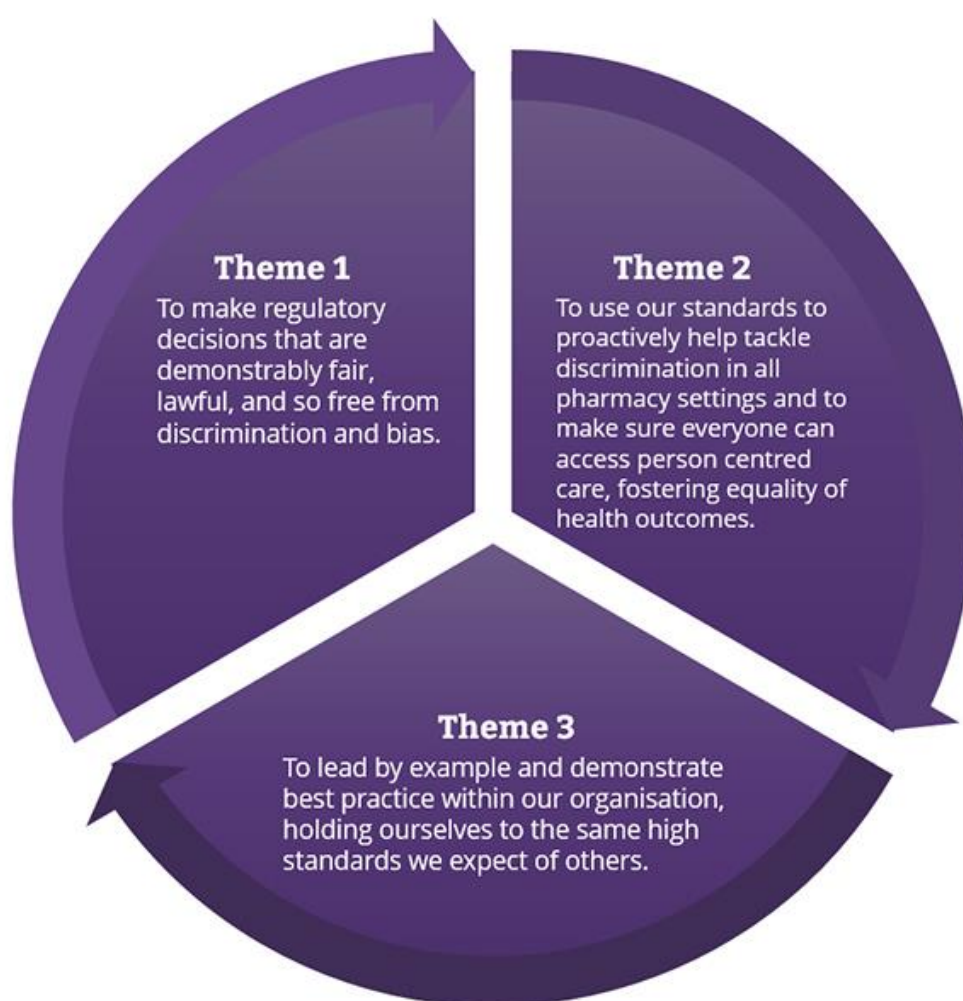 Theme 1
To make regulatory
decisions that are
demonstrably fair,
lawful, and so free from
discrimination and bias.
Theme 2
To use our standards to
proactively help tackle
discrimination in all
pharmacy settings and to
make sure everyone can
access person centred
care, fostering equality of
health outcomes.
Theme 3
To lead by example and demonstrate
best practice within our organisation,
holding ourselves to the same high
standards we expect of others.